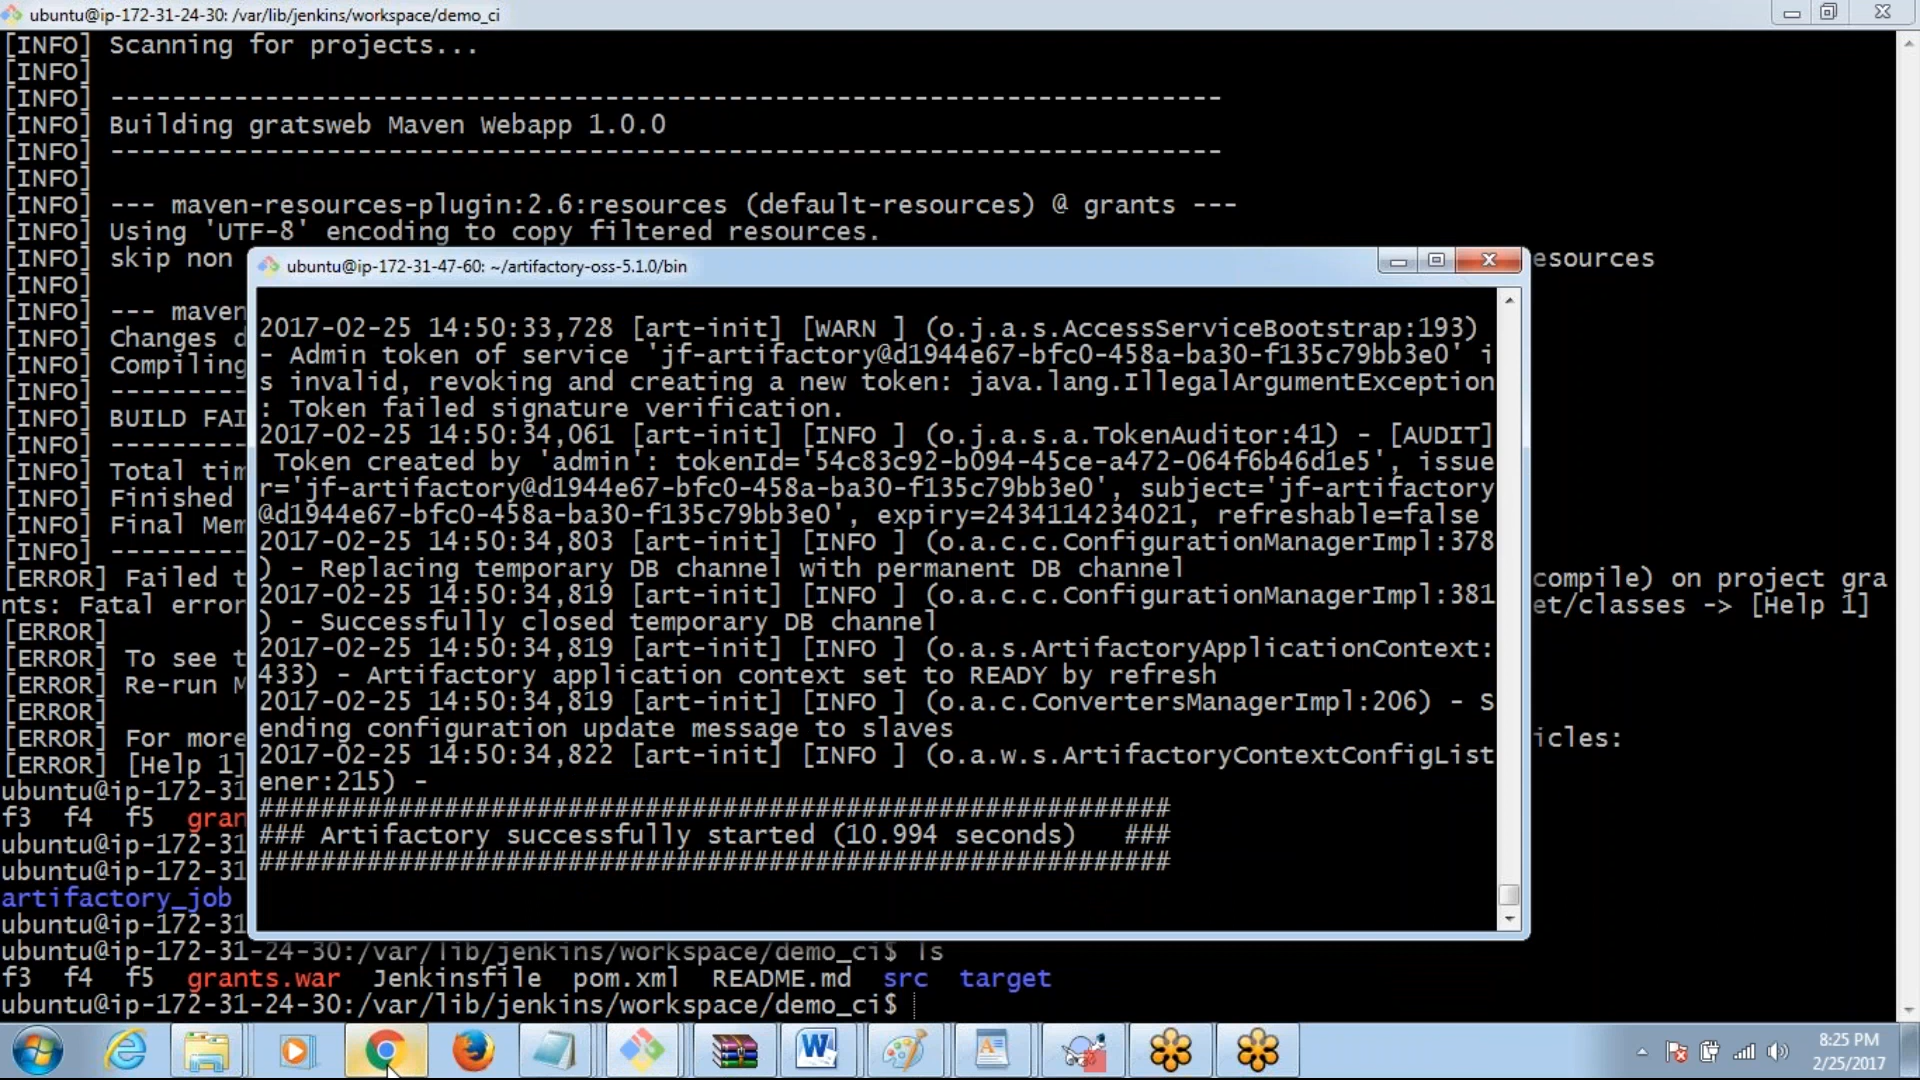 ubuntu@ip-172-31-24-30: /var/lib/jenkins/workspace/demo_ci
[INFO] Scanning for projects...
[INFO]
[INFO] ------------------------------------------------------------------------
[INFO] Building gratsweb Maven Webapp 1.0.0
[INFO] ------------------------------------------------------------------------
[INFO]
[INFO] --- maven-resources-plugin:2.6:resources (default-resources) @ grants ---
[INFO] Using 'UTF-8' encoding to copy filtered resources.
[INFO] skip non esources
[INFO]
[INFO] --- maven
[INFO] Changes d
[INFO] Compiling
[INFO] ---------
[INFO] BUILD FAI
[INFO] ---------
[INFO] Total tim
[INFO] Finished
[INFO] Final Mem
[INFO] ---------
[ERROR] Failed t compile) on project gra
nts: Fatal error et/classes -> [Help 1]
[ERROR]
[ERROR] To see t
[ERROR] Re-run M
[ERROR]
[ERROR] For more icles:
[ERROR] [Help 1]
ubuntu@ip-172-31
f3 f4 f5 gran
ubuntu@ip-172-31
ubuntu@ip-172-31
artifactory_job
ubuntu@ip-172-31
ubuntu@ip-172-31-24-30:/var/lib/jenkins/workspace/demo_ci$ ls
f3 f4 f5 grants.war Jenkinsfile pom.xml README.md src target
ubuntu@ip-172-31-24-30:/var/lib/jenkins/workspace/demo_ci$
ubuntu@ip-172-31-47-60: ~/artifactory-oss-5.1.0/bin
2017-02-25 14:50:33,728 [art-init] [WARN ] (o.j.a.s.AccessServiceBootstrap:193)
- Admin token of service 'jf-artifactory@d1944e67-bfc0-458a-ba30-f135c79bb3e0' i
s invalid, revoking and creating a new token: java.lang.IllegalArgumentException
: Token failed signature verification.
2017-02-25 14:50:34,061 [art-init] [INFO ] (o.j.a.s.a.TokenAuditor:41) - [AUDIT]
Token created by 'admin': tokenId='54c83c92-b094-45ce-a472-064f6b46d1e5', issue
r='jf-artifactory@d1944e67-bfc0-458a-ba30-f135c79bb3e0', subject='jf-artifactory
@d1944e67-bfc0-458a-ba30-f135c79bb3e0', expiry=2434114234021, refreshable=false
2017-02-25 14:50:34,803 [art-init] [INFO ] (o.a.c.c.ConfigurationManagerImpl:378
) - Replacing temporary DB channel with permanent DB channel
2017-02-25 14:50:34,819 [art-init] [INFO ] (o.a.c.c.ConfigurationManagerImpl:381
) - Successfully closed temporary DB channel
2017-02-25 14:50:34,819 [art-init] [INFO ] (o.a.s.ArtifactoryApplicationContext:
433) - Artifactory application context set to READY by refresh
2017-02-25 14:50:34,819 [art-init] [INFO ] (o.a.c.ConvertersManagerImpl:206) - S
ending configuration update message to slaves
2017-02-25 14:50:34,822 [art-init] [INFO ] (o.a.w.s.ArtifactoryContextConfigList
ener:215) -
###########################################################
### Artifactory successfully started (10.994 seconds) ###
###########################################################
8:25 PM
2/25/2017